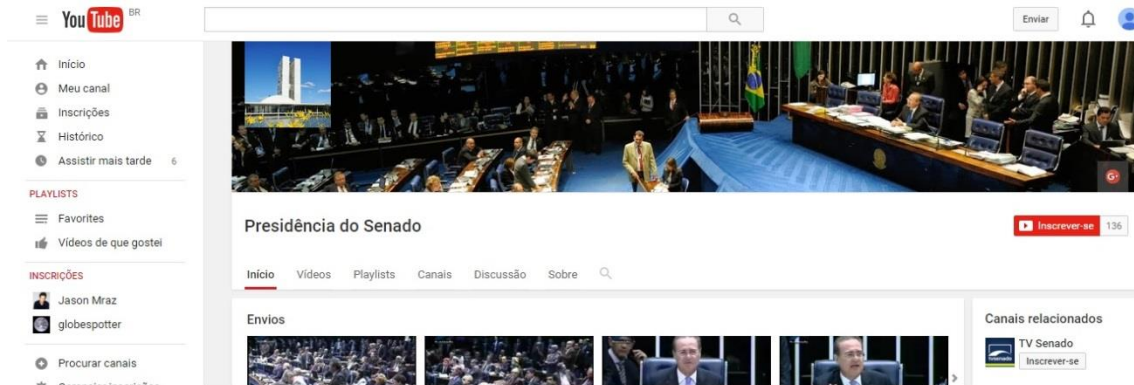 YouTube BR
Enviar
Início
Meu canal
Inscrições
Histórico
Assistir mais tarde 6
PLAYLISTS
Favorites
Vídeos de que gostei
INSCRIÇÕES
Jason Mraz
globespotter
Procurar canais
G+
Presidência do Senado
Inscrever-se 136
Início Vídeos Playlists Canais Discussão Sobre
Envios
Canais relacionados
TV Senado
Inscrever-se